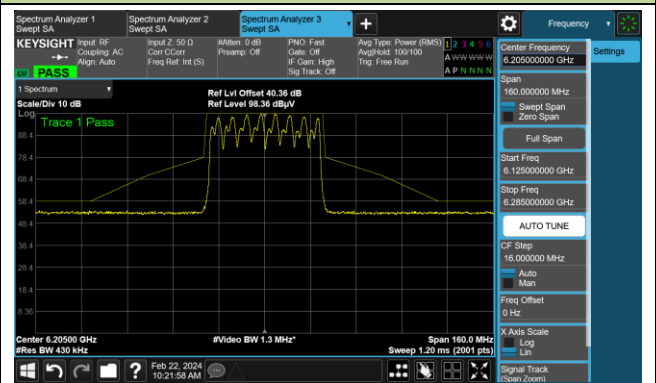 Spectrum Analyzer 1
Swept SA
Spectrum Analyzer 2
Swept SA
Spectrum Analyzer 3
Swept SA
Frequency
KEYSIGHT
Input: RF
Coupling: AC
Align: Auto
Input Z: 50 Ω
Corr CCorr
Freq Ref: Int (S)
#Atten: 0 dB
Preamp: Off
PNO: Fast
Gate: Off
IF Gain: High
Sig Track: Off
Avg Type: Power (RMS)
Avg|Hold: 100/100
Trig: Free Run
1 2 3 4 5 6
A W W W W W
A P N N N N
PASS
Settings
Center Frequency
6.205000000 GHz
Span
160.000000 MHz
Swept Span
Zero Span
Full Span
Start Freq
6.125000000 GHz
Stop Freq
6.285000000 GHz
AUTO TUNE
CF Step
16.000000 MHz
Auto
Man
Freq Offset
0 Hz
X Axis Scale
Log
Lin
Signal Track
(Span Zoom)
1 Spectrum
Scale/Div 10 dB
Ref Lvl Offset 40.36 dB
Ref Level 98.36 dBµV
Log
Trace 1 Pass
88.4
78.4
68.4
58.4
48.4
38.4
28.4
18.4
8.36
Center 6.20500 GHz
#Video BW 1.3 MHz*
Span 160.0 MHz
#Res BW 430 kHz
Sweep 1.20 ms (2001 pts)
?
Feb 22, 2024
10:21:58 AM